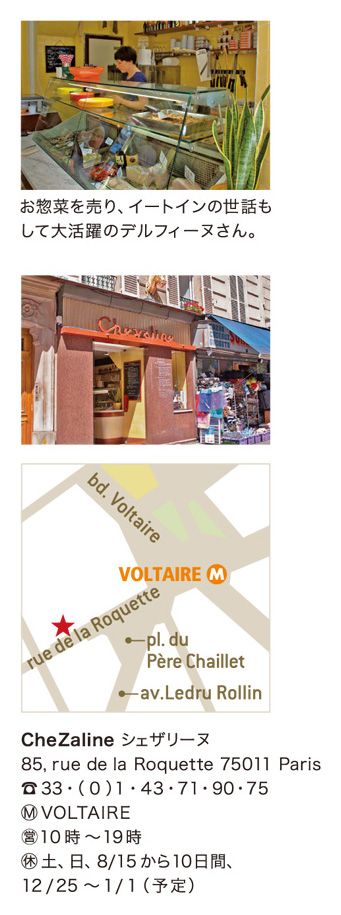 お惣菜を売り、イートインの世話も
して大活躍のデルフィーヌさん。
Chezaline
bd. Voltaire
VOLTAIRE M
rue de la Roquette
pl. du
Père Chaillet
av.Ledru Rollin
CheZaline シェザリーヌ
85, rue de la Roquette 75011 Paris
☎33・( 0 )1・43・71・90・75
Ⓜ VOLTAIRE
㊡10時〜19時
㊡土、日、8/15から10日間、
12/25 〜 1/1（予定）